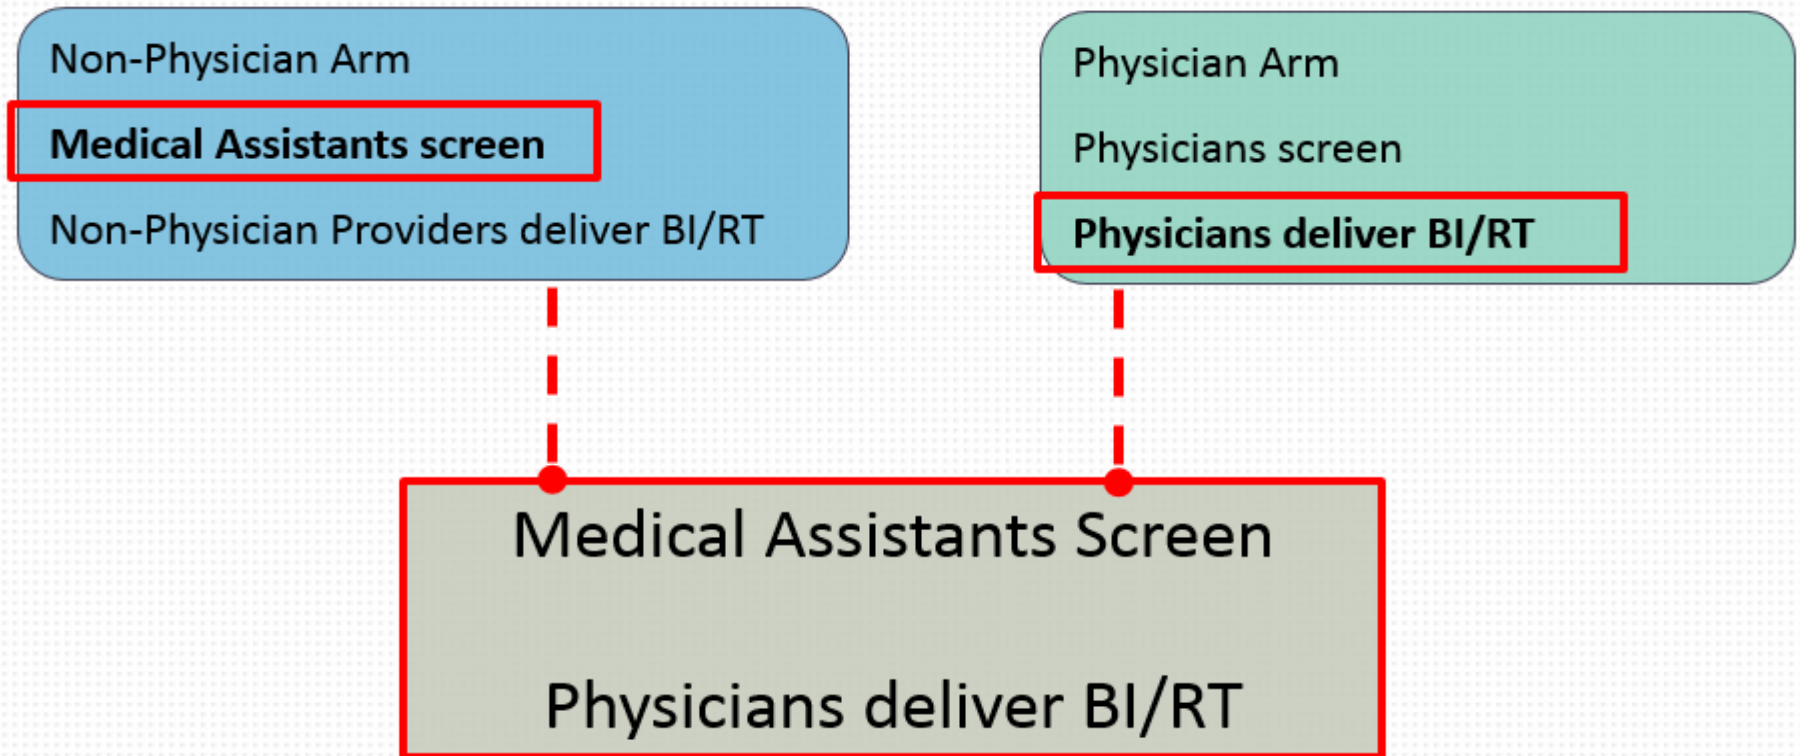 Non-Physician Arm
Medical Assistants screen
Non-Physician Providers deliver BI/RT
Physician Arm
Physicians screen
Physicians deliver BI/RT
Medical Assistants Screen
Physicians deliver BI/RT